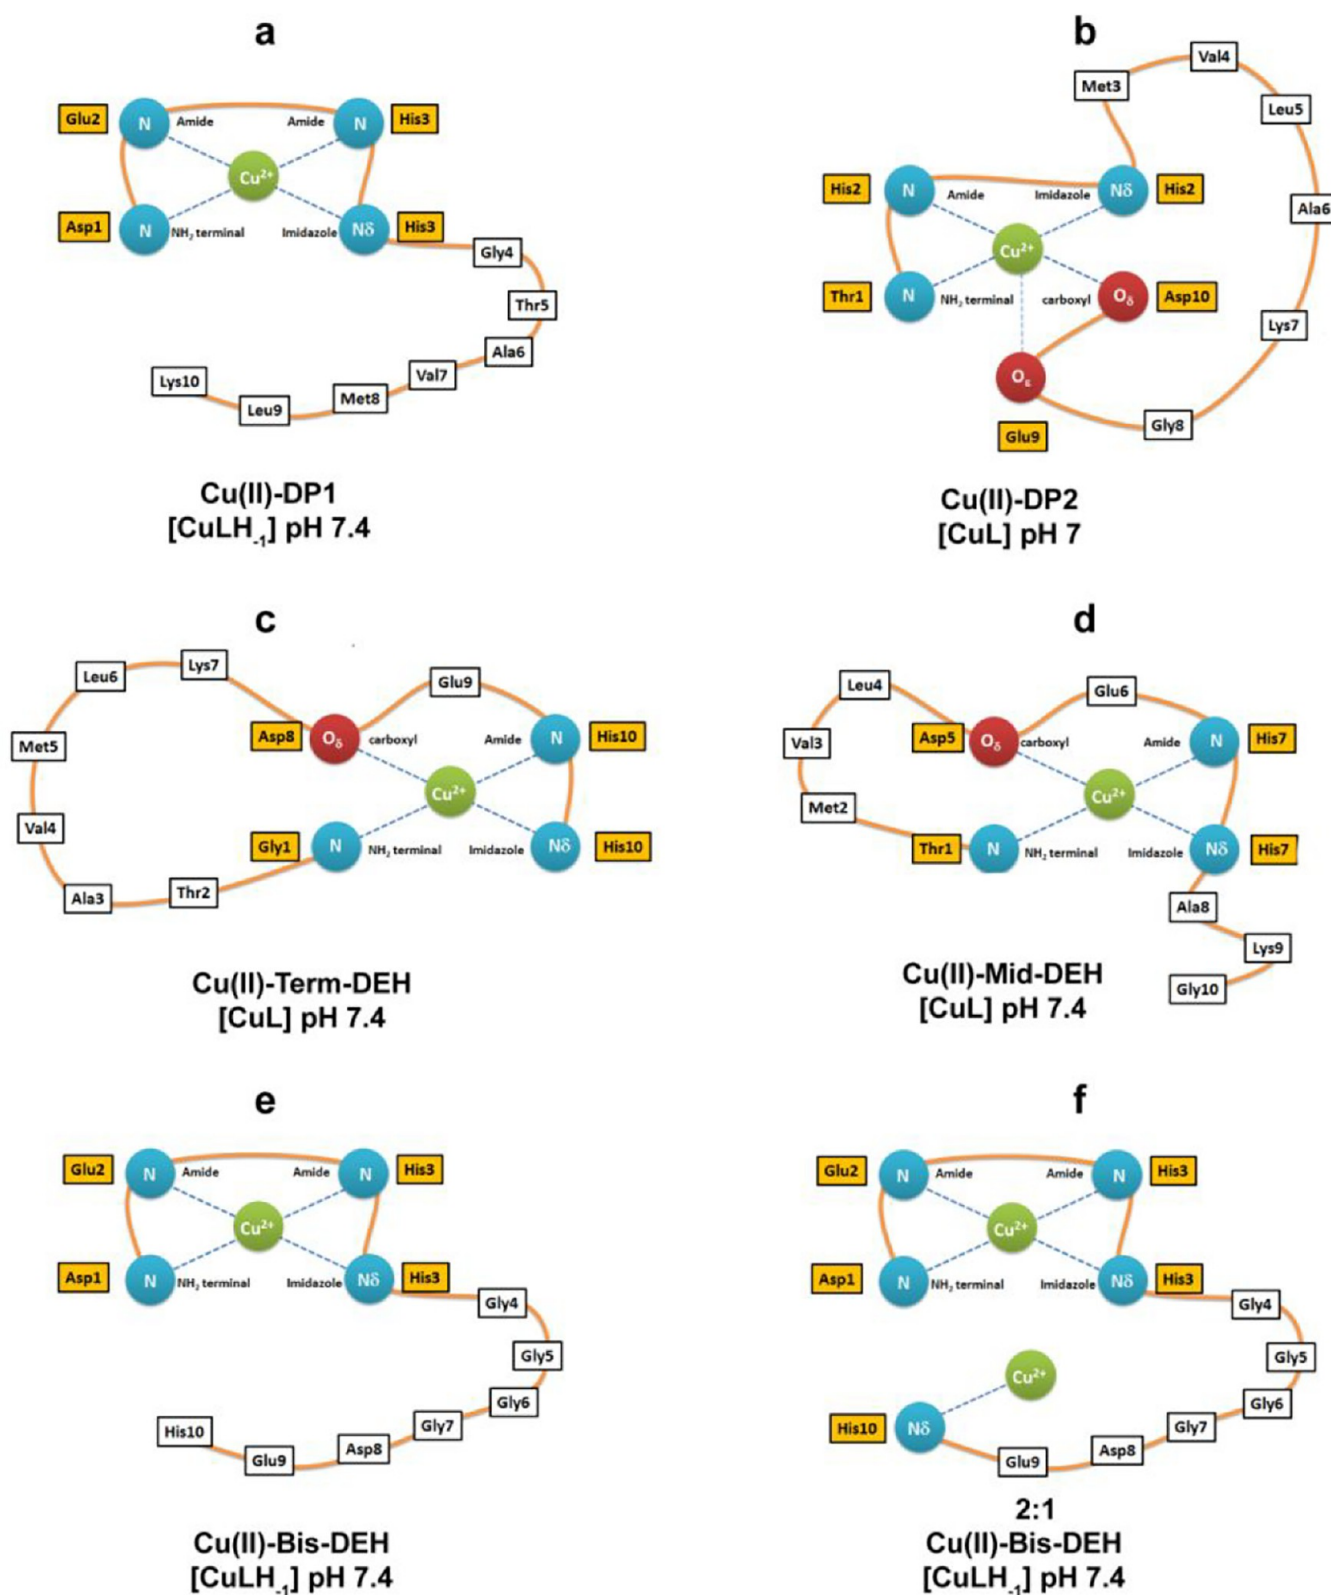 a
Glu2 N Amide Amide N His3
Cu²⁺
Asp1 N NH₂ terminal Imidazole Nδ His3
Gly4
Thr5
Ala6
Val7
Met8
Leu9
Lys10
Cu(II)-DP1
[CuLH₋₁] pH 7.4
b
Met3
Val4
Leu5
Ala6
Lys7
Gly8
His2 N Amide Imidazole Nδ His2
Cu²⁺
Thr1 N NH₂ terminal carboxyl Oδ Asp10
Oε
Glu9
Cu(II)-DP2
[CuL] pH 7
c
Leu6
Lys7
Glu9
Met5
Asp8 Oδ carboxyl Amide N His10
Cu²⁺
Val4
Gly1 N NH₂ terminal Imidazole Nδ His10
Ala3
Thr2
Cu(II)-Term-DEH
[CuL] pH 7.4
d
Leu4
Glu6
Val3
Asp5 Oδ carboxyl Amide N His7
Cu²⁺
Met2
Thr1 N NH₂ terminal Imidazole Nδ His7
Ala8
Lys9
Gly10
Cu(II)-Mid-DEH
[CuL] pH 7.4
e
Glu2 N Amide Amide N His3
Cu²⁺
Asp1 N NH₂ terminal Imidazole Nδ His3
Gly4
Gly5
Gly6
Gly7
Asp8
Glu9
His10
Cu(II)-Bis-DEH
[CuLH₋₁] pH 7.4
f
Glu2 N Amide Amide N His3
Cu²⁺
Asp1 N NH₂ terminal Imidazole Nδ His3
Gly4
Gly5
Gly6
Gly7
Asp8
Glu9
Cu²⁺
His10 Nδ
2:1
Cu(II)-Bis-DEH
[CuLH₋₁] pH 7.4